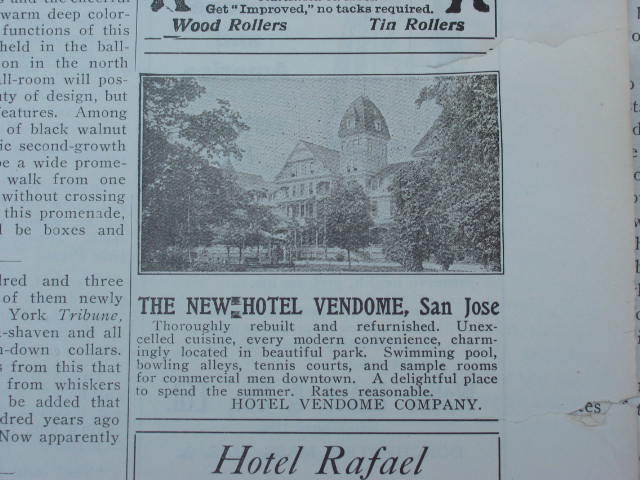 warm deep color-
functions of this
held in the ball-
on in the north
ll-room will pos-
ty of design, but
features. Among
of black walnut
ic second-growth
be a wide prome-
walk from one
without crossing
this promenade,
l be boxes and
dred and three
of them newly
York Tribune,
-shaven and all
n-down collars.
s from this that
from whiskers
be added that
dred years ago
Now apparently
Get "Improved," no tacks required.
Wood Rollers Tin Rollers
THE NEW HOTEL VENDOME, San Jose
Thoroughly rebuilt and refurnished. Unex-
celled cuisine, every modern convenience, charm-
ingly located in beautiful park. Swimming pool,
bowling alleys, tennis courts, and sample rooms
for commercial men downtown. A delightful place
to spend the summer. Rates reasonable.
HOTEL VENDOME COMPANY.
Hotel Rafael